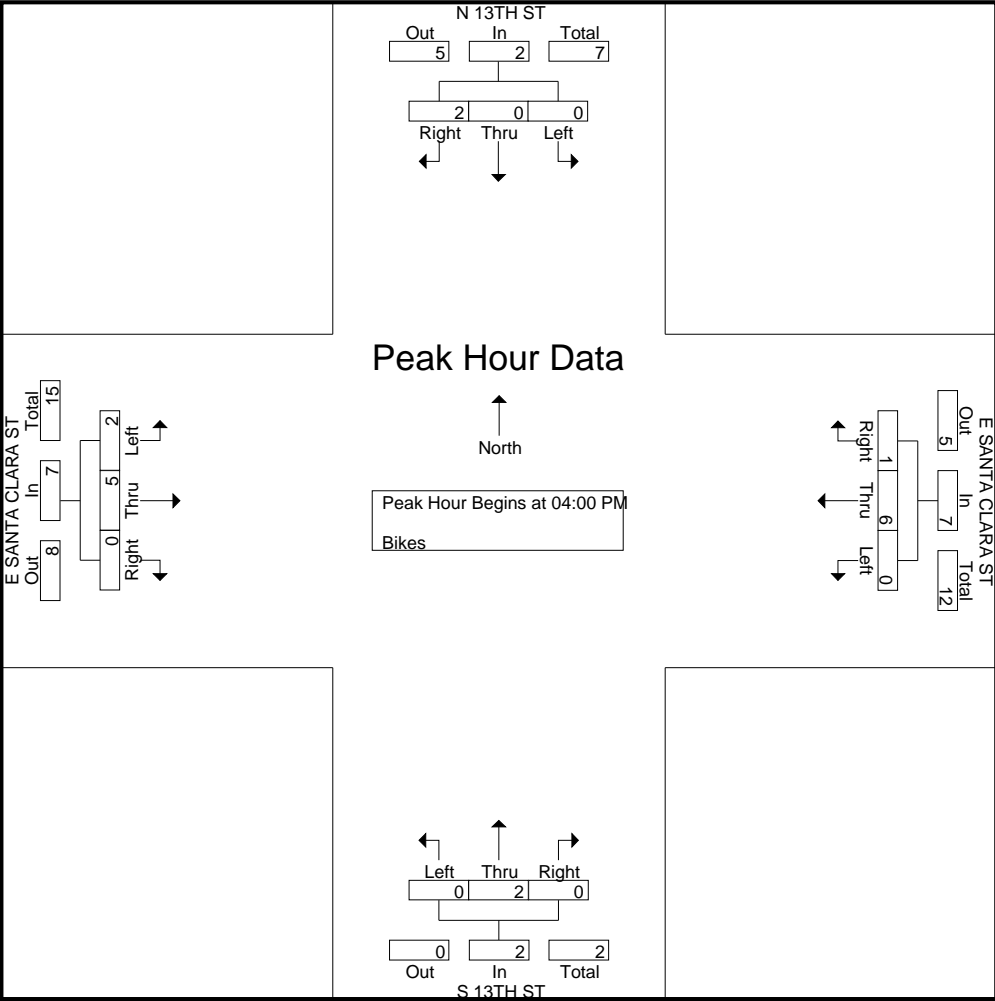 N 13TH ST
Out In Total
5 2 7
2 0 0
Right Thru Left
Peak Hour Data
North
Peak Hour Begins at 04:00 PM
Bikes
E SANTA CLARA ST
Total In Out
15 7 8
2 5 0
Left Thru Right
E SANTA CLARA ST
Out In Total
5 7 12
1 6 0
Right Thru Left
Left Thru Right
0 2 0
0 2 2
Out In Total
S 13TH ST